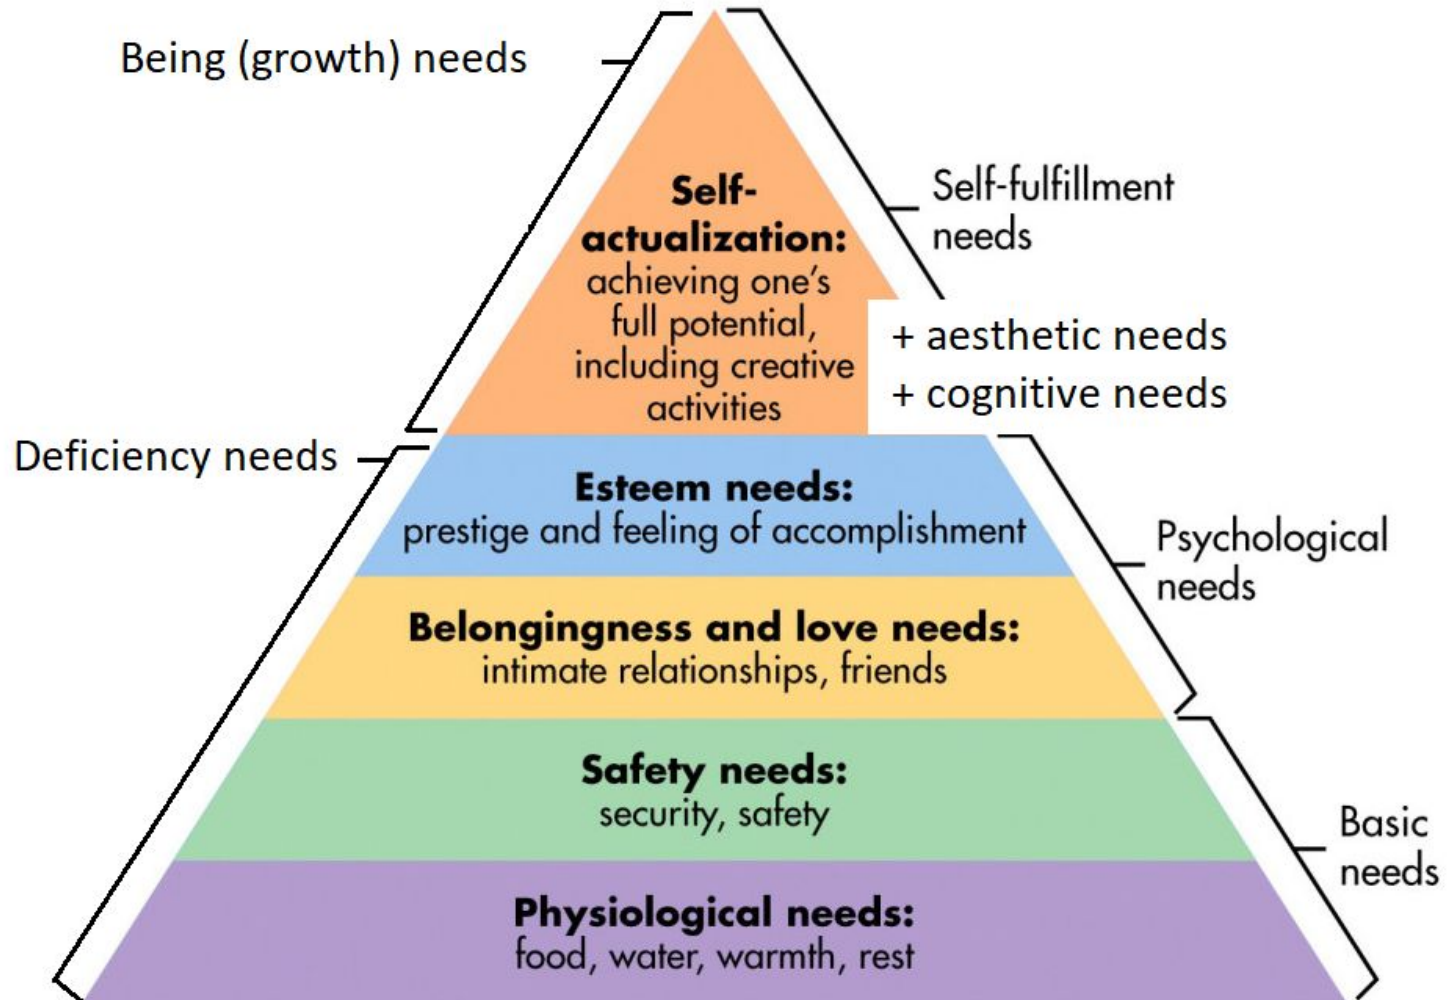 Being (growth) needs
Self-
actualization:
achieving one's
full potential,
including creative
activities
Self-fulfillment
needs
+ aesthetic needs
+ cognitive needs
Deficiency needs
Esteem needs:
prestige and feeling of accomplishment
Psychological
needs
Belongingness and love needs:
intimate relationships, friends
Safety needs:
security, safety
Basic
needs
Physiological needs:
food, water, warmth, rest